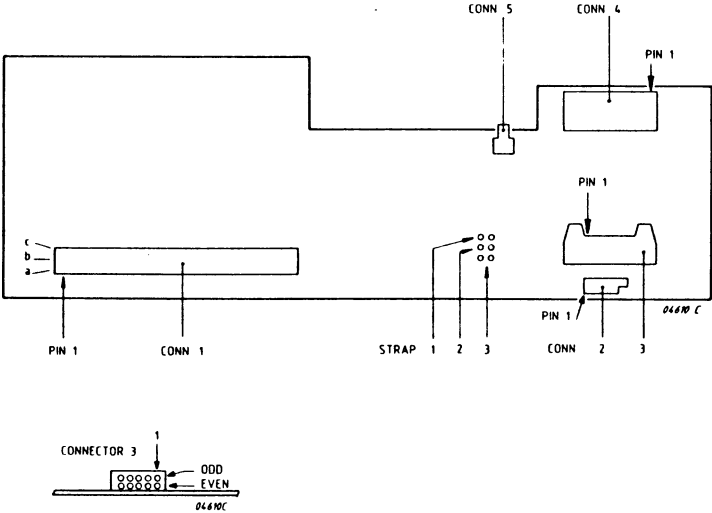 CONN 5
CONN 4
PIN 1
PIN 1
c
b
a
PIN 1
CONN 1
STRAP 1 2 3
PIN 1
CONN 2 3
04610 C
CONNECTOR 3
1
ODD
EVEN
04610C